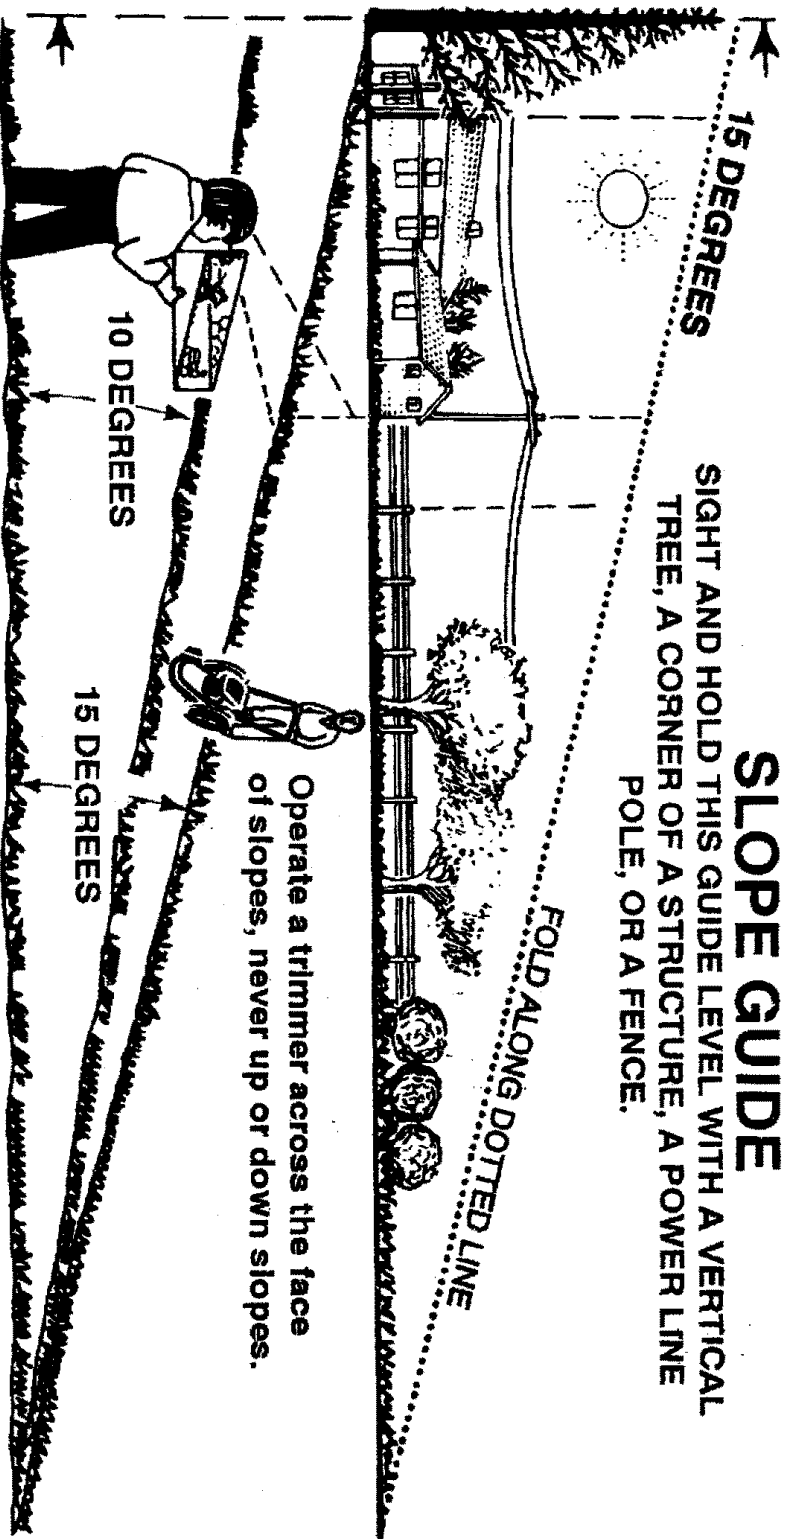 SLOPE GUIDE
SIGHT AND HOLD THIS GUIDE LEVEL WITH A VERTICAL
TREE, A CORNER OF A STRUCTURE, A POWER LINE
POLE, OR A FENCE.
15 DEGREES
FOLD ALONG DOTTED LINE
Operate a trimmer across the face
of slopes, never up or down slopes.
10 DEGREES
15 DEGREES